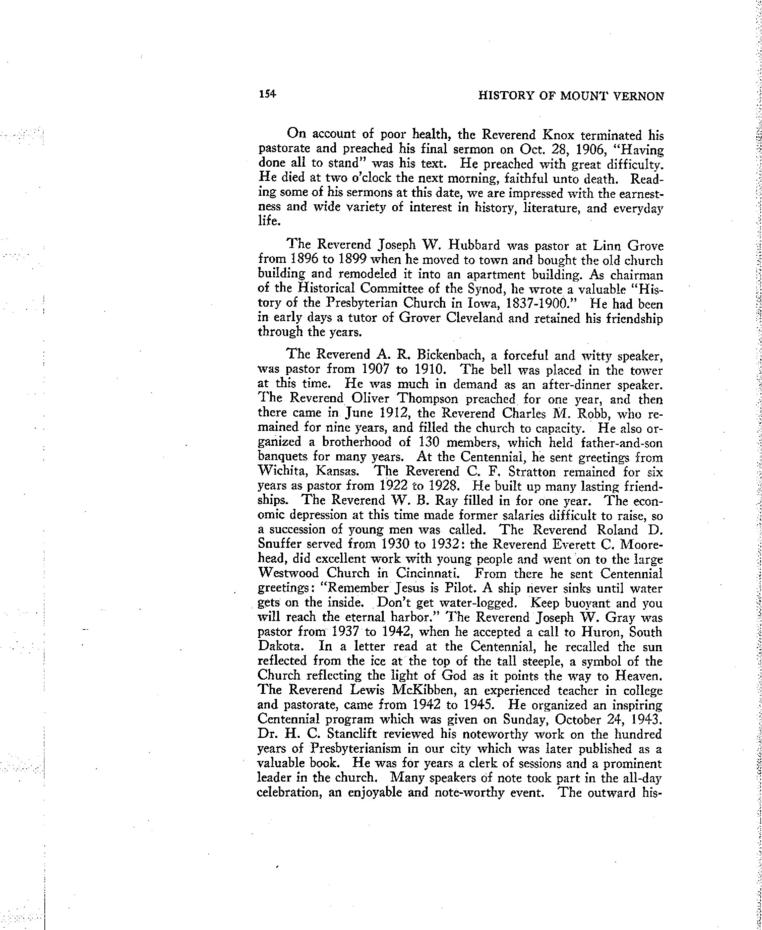 154 HISTORY OF MOUNT VERNON
On account of poor health, the Reverend Knox terminated his
pastorate and preached his final sermon on Oct. 28, 1906, "Having
done all to stand" was his text. He preached with great difficulty.
He died at two o'clock the next morning, faithful unto death. Read-
ing some of his sermons at this date, we are impressed with the earnest-
ness and wide variety of interest in history, literature, and everyday
life.
The Reverend Joseph W. Hubbard was pastor at Linn Grove
from 1896 to 1899 when he moved to town and bought the old church
building and remodeled it into an apartment building. As chairman
of the Historical Committee of the Synod, he wrote a valuable "His-
tory of the Presbyterian Church in Iowa, 1837-1900." He had been
in early days a tutor of Grover Cleveland and retained his friendship
through the years.
The Reverend A. R. Bickenbach, a forceful and witty speaker,
was pastor from 1907 to 1910. The bell was placed in the tower
at this time. He was much in demand as an after-dinner speaker.
The Reverend Oliver Thompson preached for one year, and then
there came in June 1912, the Reverend Charles M. Robb, who re-
mained for nine years, and filled the church to capacity. He also or-
ganized a brotherhood of 130 members, which held father-and-son
banquets for many years. At the Centennial, he sent greetings from
Wichita, Kansas. The Reverend C. F. Stratton remained for six
years as pastor from 1922 to 1928. He built up many lasting friend-
ships. The Reverend W. B. Ray filled in for one year. The econ-
omic depression at this time made former salaries difficult to raise, so
a succession of young men was called. The Reverend Roland D.
Snuffer served from 1930 to 1932: the Reverend Everett C. Moore-
head, did excellent work with young people and went on to the large
Westwood Church in Cincinnati. From there he sent Centennial
greetings: "Remember Jesus is Pilot. A ship never sinks until water
gets on the inside. Don't get water-logged. Keep buoyant and you
will reach the eternal harbor." The Reverend Joseph W. Gray was
pastor from 1937 to 1942, when he accepted a call to Huron, South
Dakota. In a letter read at the Centennial, he recalled the sun
reflected from the ice at the top of the tall steeple, a symbol of the
Church reflecting the light of God as it points the way to Heaven.
The Reverend Lewis McKibben, an experienced teacher in college
and pastorate, came from 1942 to 1945. He organized an inspiring
Centennial program which was given on Sunday, October 24, 1943.
Dr. H. C. Stanclift reviewed his noteworthy work on the hundred
years of Presbyterianism in our city which was later published as a
valuable book. He was for years a clerk of sessions and a prominent
leader in the church. Many speakers of note took part in the all-day
celebration, an enjoyable and note-worthy event. The outward his-